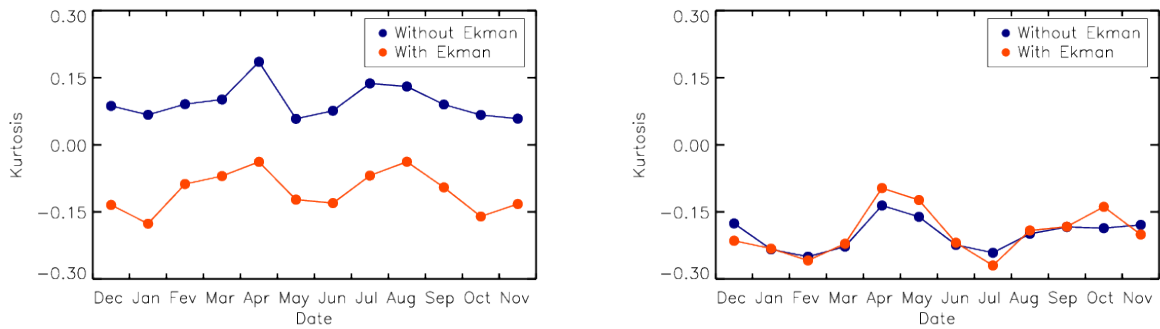 0.30
0.15
0.00
−0.15
−0.30
Kurtosis
Without Ekman
With Ekman
Dec Jan Fev Mar Apr May Jun Jul Aug Sep Oct Nov
Date
0.30
0.15
0.00
−0.15
−0.30
Kurtosis
Without Ekman
With Ekman
Dec Jan Fev Mar Apr May Jun Jul Aug Sep Oct Nov
Date